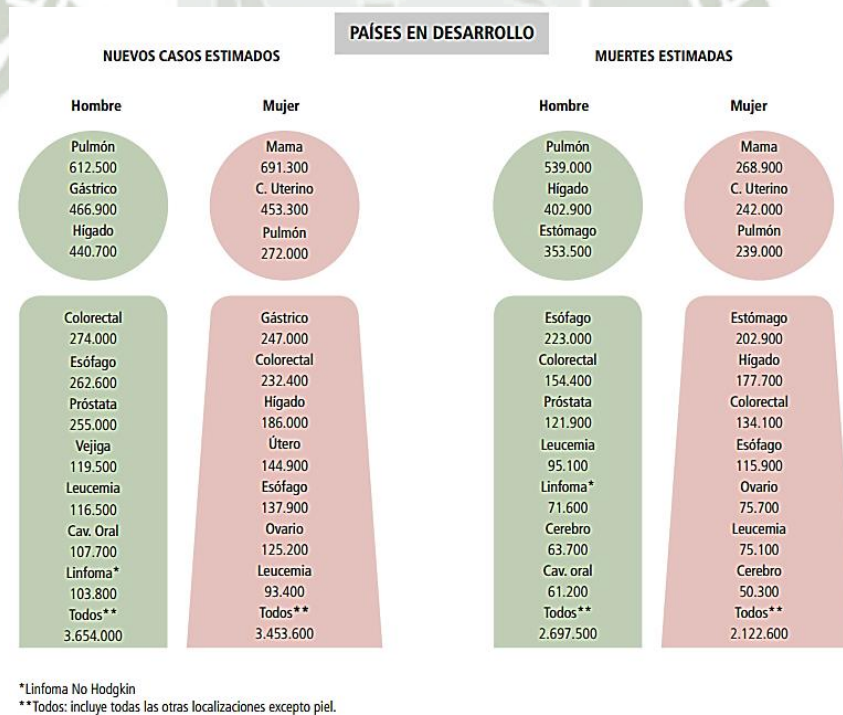 PAÍSES EN DESARROLLO
NUEVOS CASOS ESTIMADOS
Hombre
Pulmón
612.500
Gástrico
466.900
Hígado
440.700
Colorectal
274.000
Esófago
262.600
Próstata
255.000
Vejiga
119.500
Leucemia
116.500
Cav. Oral
107.700
Linfoma*
103.800
Todos**
3.654.000
Mujer
Mama
691.300
C. Uterino
453.300
Pulmón
272.000
Gástrico
247.000
Colorectal
232.400
Hígado
186.000
Útero
144.900
Esófago
137.900
Ovario
125.200
Leucemia
93.400
Todos**
3.453.600
MUERTES ESTIMADAS
Hombre
Pulmón
539.000
Hígado
402.900
Estómago
353.500
Esófago
223.000
Colorectal
154.400
Próstata
121.900
Leucemia
95.100
Linfoma*
71.600
Cerebro
63.700
Cav. oral
61.200
Todos**
2.697.500
Mujer
Mama
268.900
C. Uterino
242.000
Pulmón
239.000
Estómago
202.900
Hígado
177.700
Colorectal
134.100
Esófago
115.900
Ovario
75.700
Leucemia
75.100
Cerebro
50.300
Todos**
2.122.600
*Linfoma No Hodgkin
**Todos: incluye todas las otras localizaciones excepto piel.